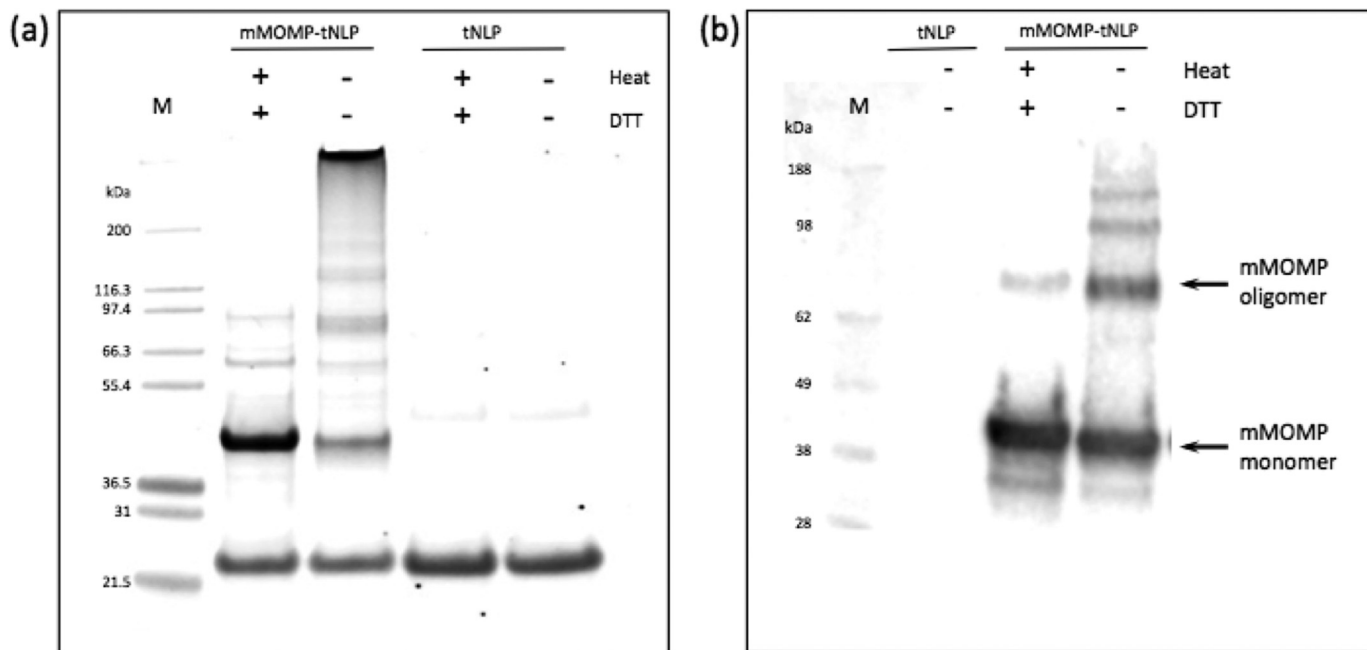 (a)
mMOMP-tNLP tNLP
+ - + - Heat
M
+ - + - DTT
kDa
200
116.3
97.4
66.3
55.4
36.5
31
21.5
(b)
tNLP mMOMP-tNLP
- + - Heat
M
- + - DTT
kDa
188
98
62
49
38
28
mMOMP
oligomer
mMOMP
monomer